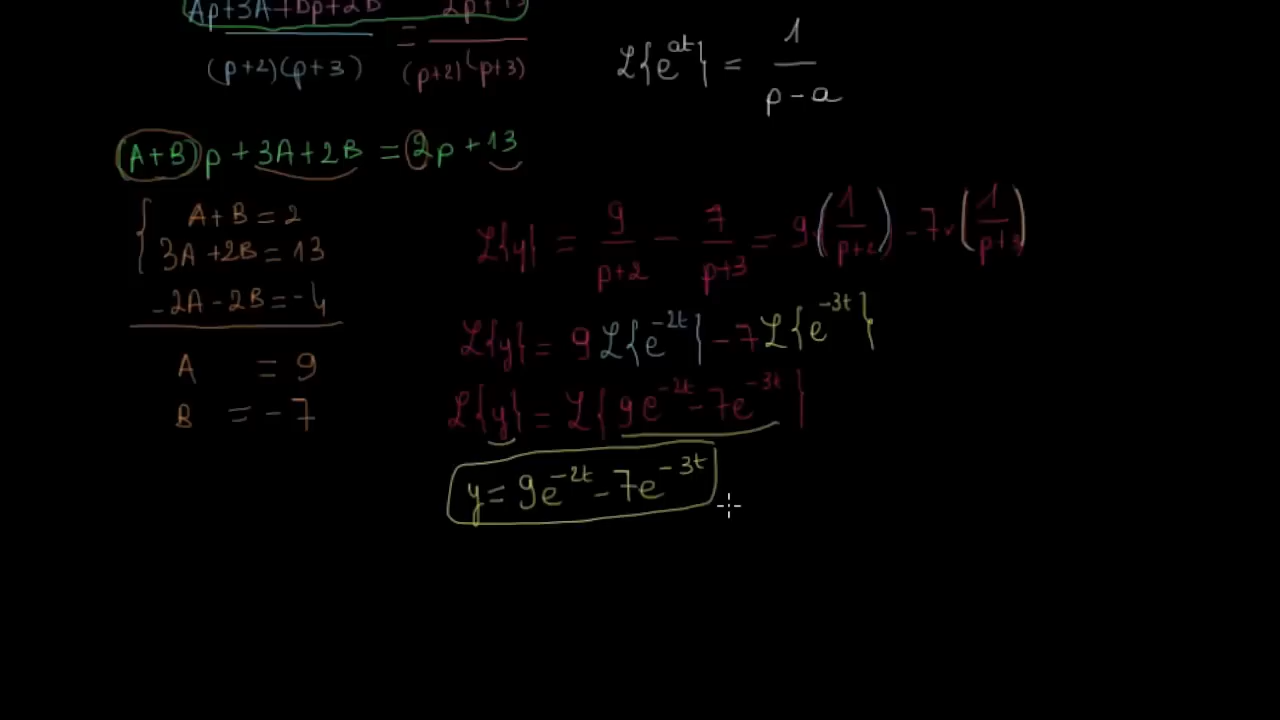 Ap+3A+Bp+2B = 2p+13
(p+2)(p+3) (p+2)(p+3)
L{e^at} = 1/(p-a)
(A+B)p + 3A+2B = 2p+13
A+B=2
3A+2B=13
-2A-2B=-4
A = 9
B = -7
L{y} = 9/(p+2) - 7/(p+3) = 9·(1/(p+2)) - 7·(1/(p+3))
L{y} = 9L{e^-2t} - 7L{e^-3t}
L{y} = L{9e^-2t - 7e^-3t}
y = 9e^-2t - 7e^-3t